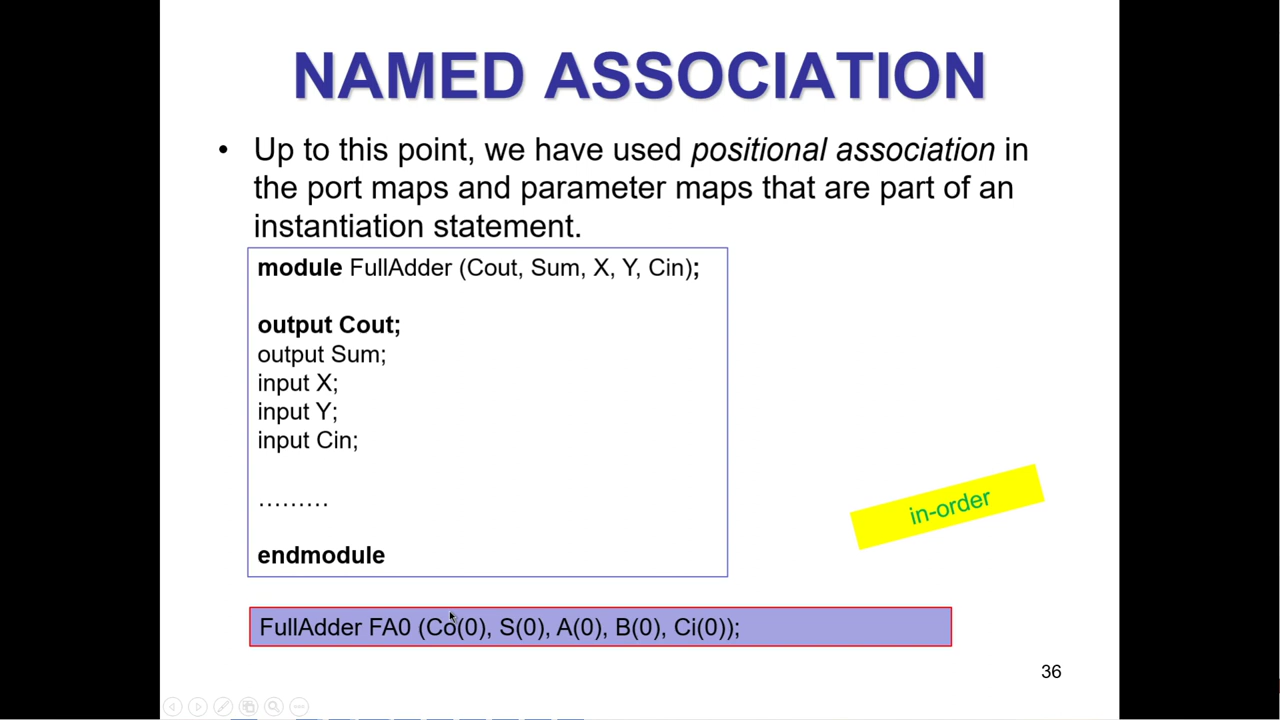 NAMED ASSOCIATION
• Up to this point, we have used positional association in
the port maps and parameter maps that are part of an
instantiation statement.
module FullAdder (Cout, Sum, X, Y, Cin);
output Cout;
output Sum;
input X;
input Y;
input Cin;
………
endmodule
in-order
FullAdder FA0 (Co(0), S(0), A(0), B(0), Ci(0));
36